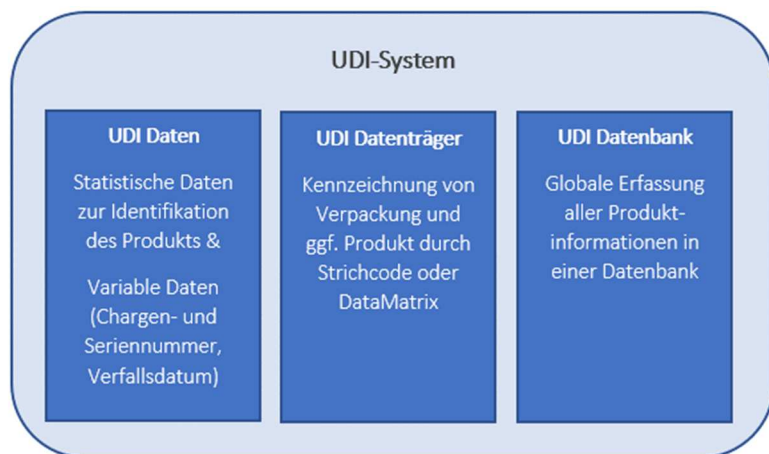 UDI-System
UDI Daten
Statistische Daten
zur Identifikation
des Produkts &
Variable Daten
(Chargen- und
Seriennummer,
Verfallsdatum)
UDI Datenträger
Kennzeichnung von
Verpackung und
ggf. Produkt durch
Strichcode oder
DataMatrix
UDI Datenbank
Globale Erfassung
aller Produkt-
informationen in
einer Datenbank